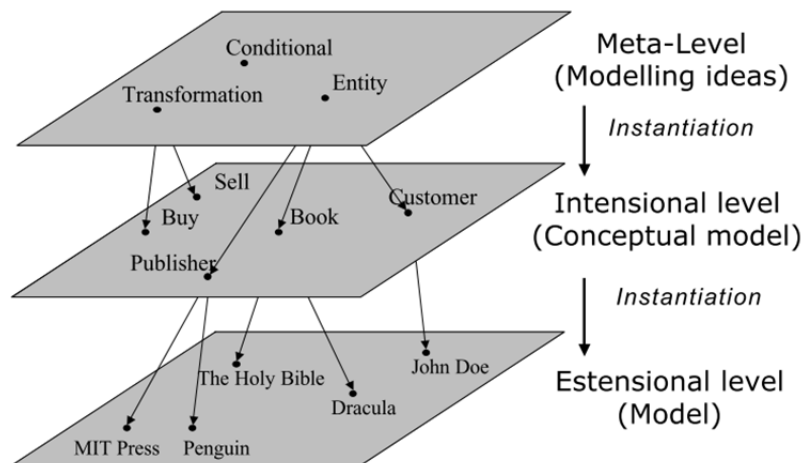 Conditional
Entity
Transformation
Meta-Level
(Modelling ideas)
Instantiation
Sell
Customer
Buy
Book
Publisher
Intensional level
(Conceptual model)
Instantiation
The Holy Bible
John Doe
Dracula
MIT Press
Penguin
Estensional level
(Model)